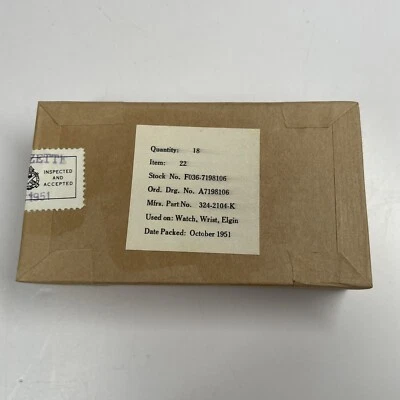 Quantity: 18
Item: 22
Stock No. F036-7198106
Ord. Drg. No. A7198106
Mfrs. Part No. 324-2104-K
Used on: Watch, Wrist, Elgin
Date Packed: October 1951
INSPECTED
AND
ACCEPTED
1951